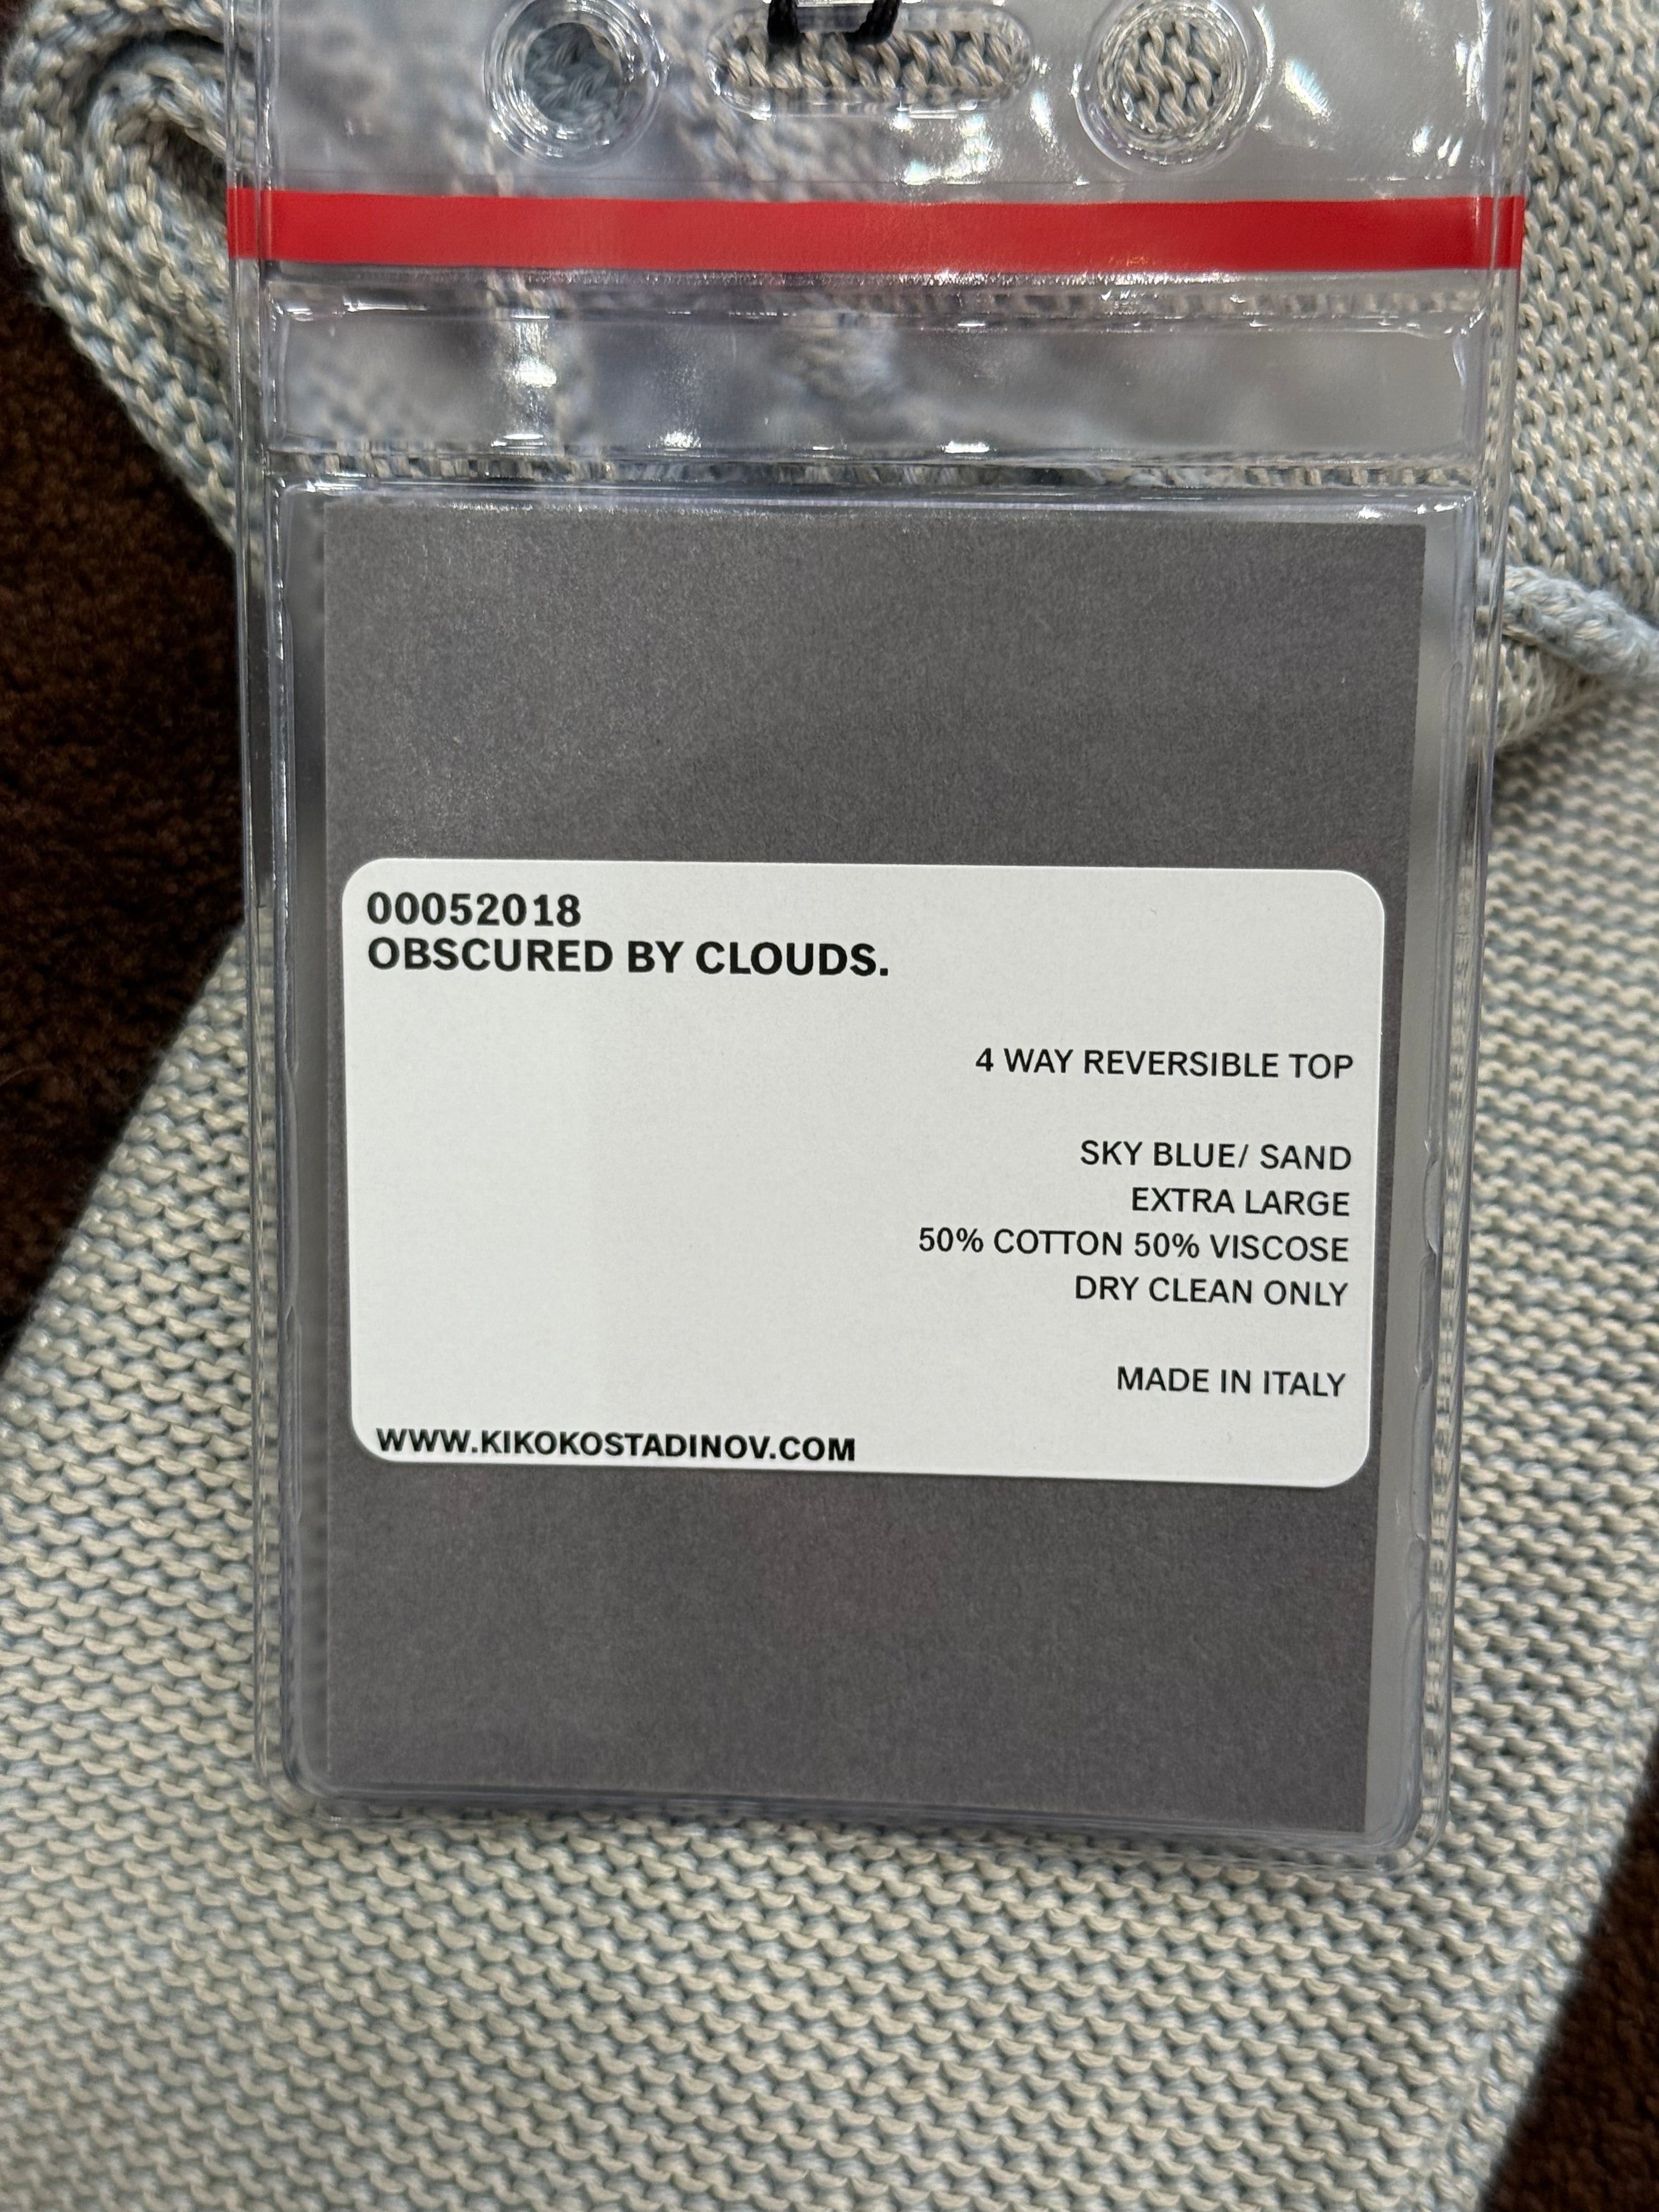 00052018
OBSCURED BY CLOUDS.
4 WAY REVERSIBLE TOP
SKY BLUE/ SAND
EXTRA LARGE
50% COTTON 50% VISCOSE
DRY CLEAN ONLY
MADE IN ITALY
WWW.KIKOKOSTADINOV.COM